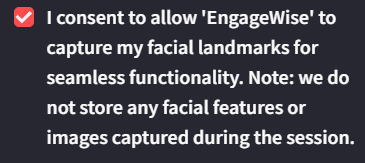 I consent to allow 'EngageWise' to
capture my facial landmarks for
seamless functionality. Note: we do
not store any facial features or
images captured during the session.